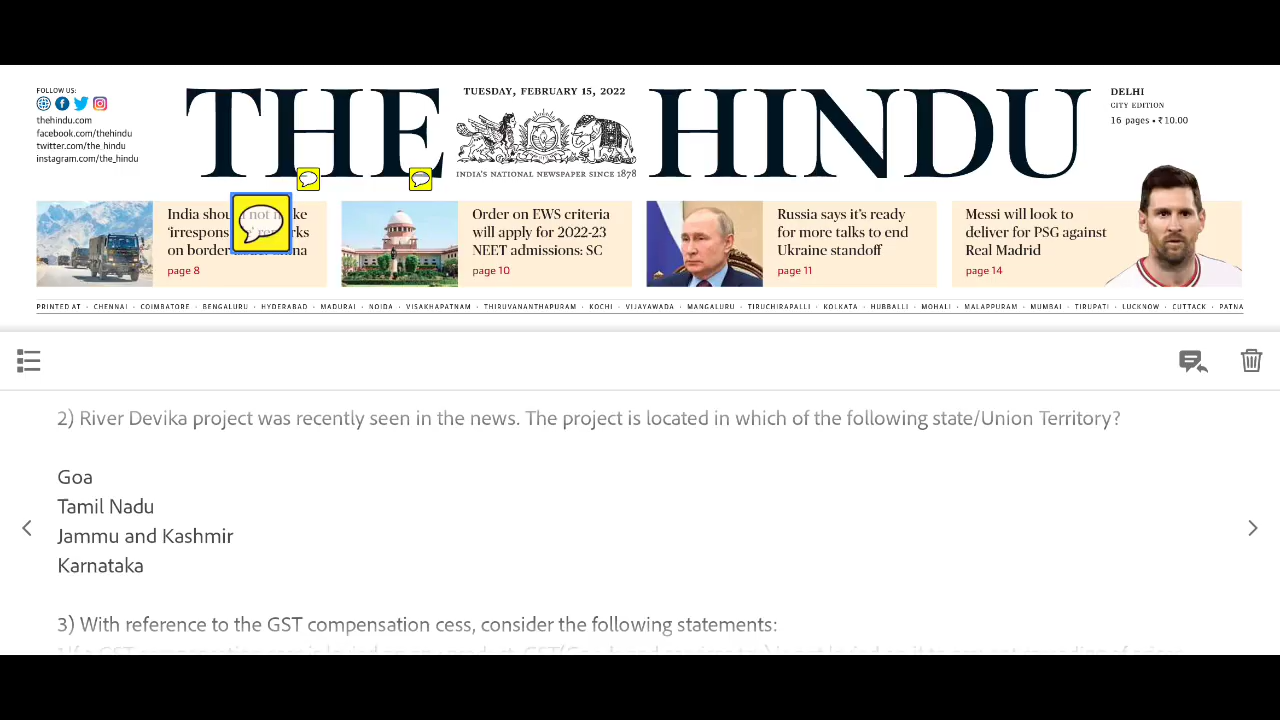 FOLLOW US:
thehindu.com
facebook.com/thehindu
twitter.com/the_hindu
instagram.com/the_hindu
THE HINDU
TUESDAY, FEBRUARY 15, 2022
INDIA'S NATIONAL NEWSPAPER SINCE 1878
DELHI
CITY EDITION
16 pages • ₹10.00
India should not make
on border
page 8
Order on EWS criteria
will apply for 2022-23
NEET admissions: SC
page 10
Russia says it's ready
for more talks to end
Ukraine standoff
page 11
Messi will look to
deliver for PSG against
Real Madrid
page 14
PRINTED AT · CHENNAI · COIMBATORE · BENGALURU · HYDERABAD · MADURAI · NOIDA · VISAKHAPATNAM · THIRUVANANTHAPURAM · KOCHI · VIJAYAWADA · MANGALURU · TIRUCHIRAPALLI · KOLKATA · HUBBALLI · MOHALI · MALAPPURAM · MUMBAI · TIRUPATI · LUCKNOW · CUTTACK · PATNA
2) River Devika project was recently seen in the news. The project is located in which of the following state/Union Territory?
Goa
Tamil Nadu
Jammu and Kashmir
Karnataka
3) With reference to the GST compensation cess, consider the following statements: